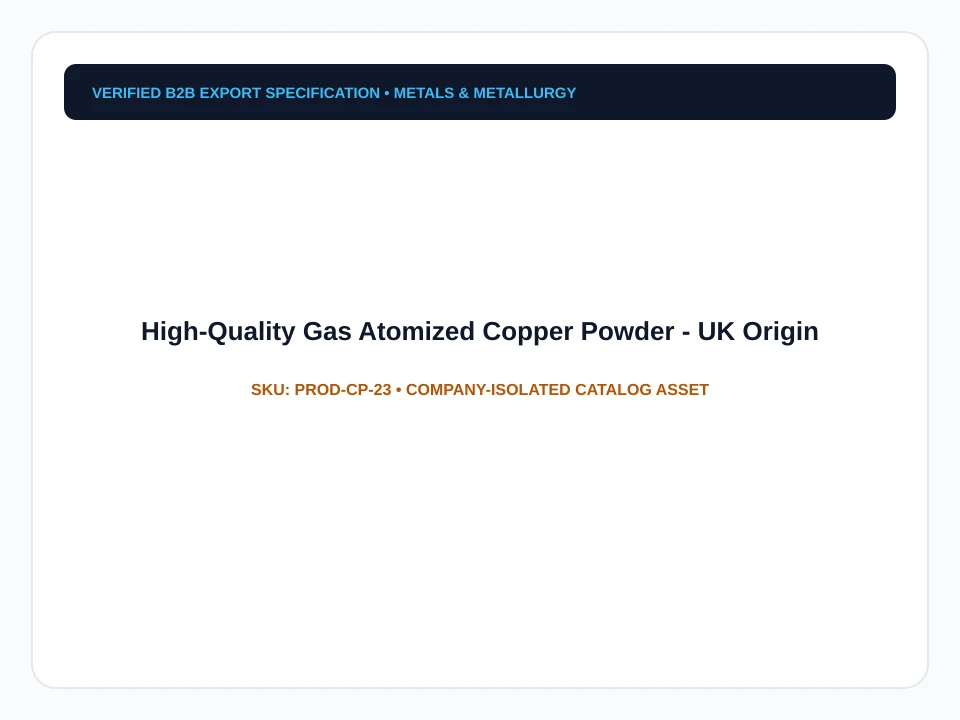 VERIFIED B2B EXPORT SPECIFICATION • METALS & METALLURGY
High-Quality Gas Atomized Copper Powder - UK Origin
SKU: PROD-CP-23 • COMPANY-ISOLATED CATALOG ASSET